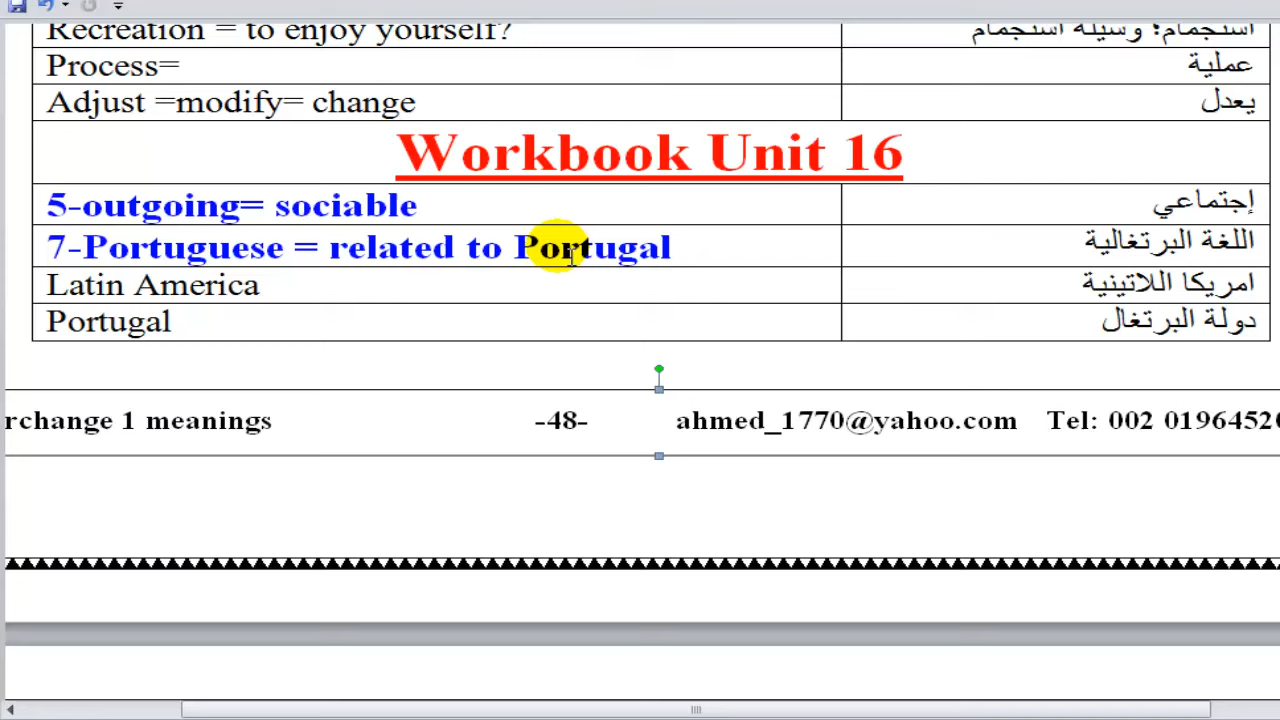 Recreation = to enjoy yourself?
استجمام؛ وسيلة استجمام
Process=
عملية
Adjust =modify= change
يعدل
Workbook Unit 16
5-outgoing= sociable
إجتماعي
7-Portuguese = related to Portugal
اللغة البرتغالية
Latin America
امريكا اللاتينية
Portugal
دولة البرتغال
rchange 1 meanings -48- ahmed_1770@yahoo.com Tel: 002 0196452